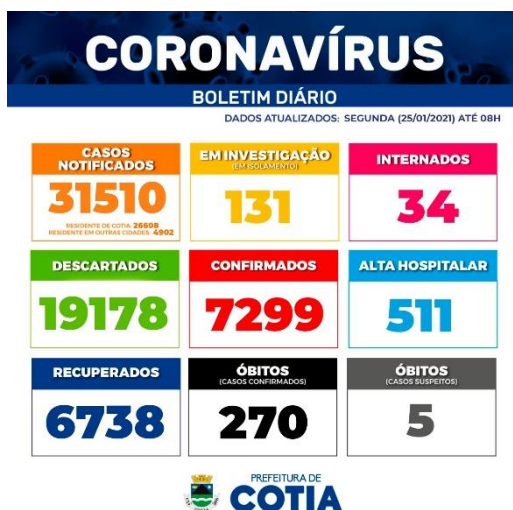 CORONAVÍRUS
BOLETIM DIÁRIO
DADOS ATUALIZADOS: SEGUNDA (25/01/2021) ATÉ 08H
CASOS
NOTIFICADOS
31510
RESIDENTE DE COTIA: 26608
RESIDENTE EM OUTRAS CIDADES: 4902
EM INVESTIGAÇÃO
(EM ISOLAMENTO)
131
INTERNADOS
34
DESCARTADOS
19178
CONFIRMADOS
7299
ALTA HOSPITALAR
511
RECUPERADOS
6738
ÓBITOS
(CASOS CONFIRMADOS)
270
ÓBITOS
(CASOS SUSPEITOS)
5
PREFEITURA DE
COTIA